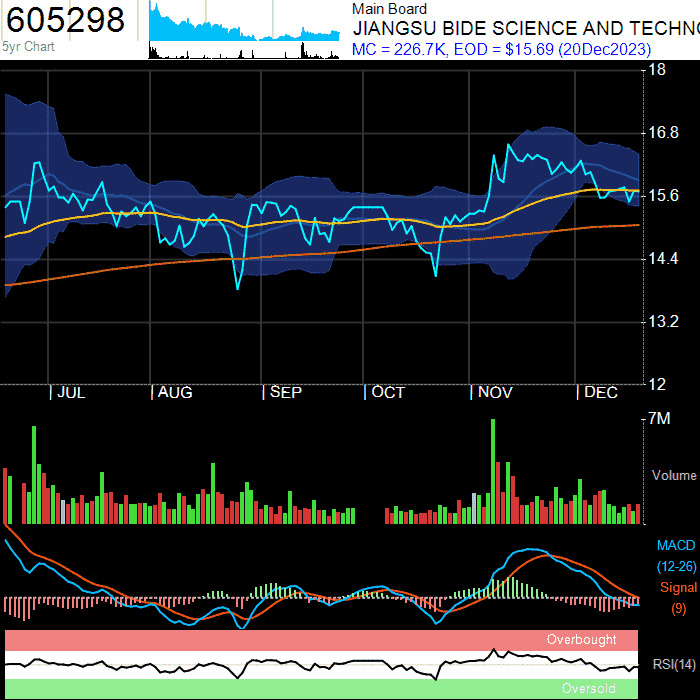 605298
5yr Chart
Main Board
JIANGSU BIDE SCIENCE AND TECHNO
MC = 226.7K, EOD = $15.69 (20Dec2023)
18
16.8
15.6
14.4
13.2
12
| JUL | AUG | SEP | OCT | NOV | DEC
7M
Volume
MACD
(12-26)
Signal
(9)
Overbought
RSI(14)
Oversold